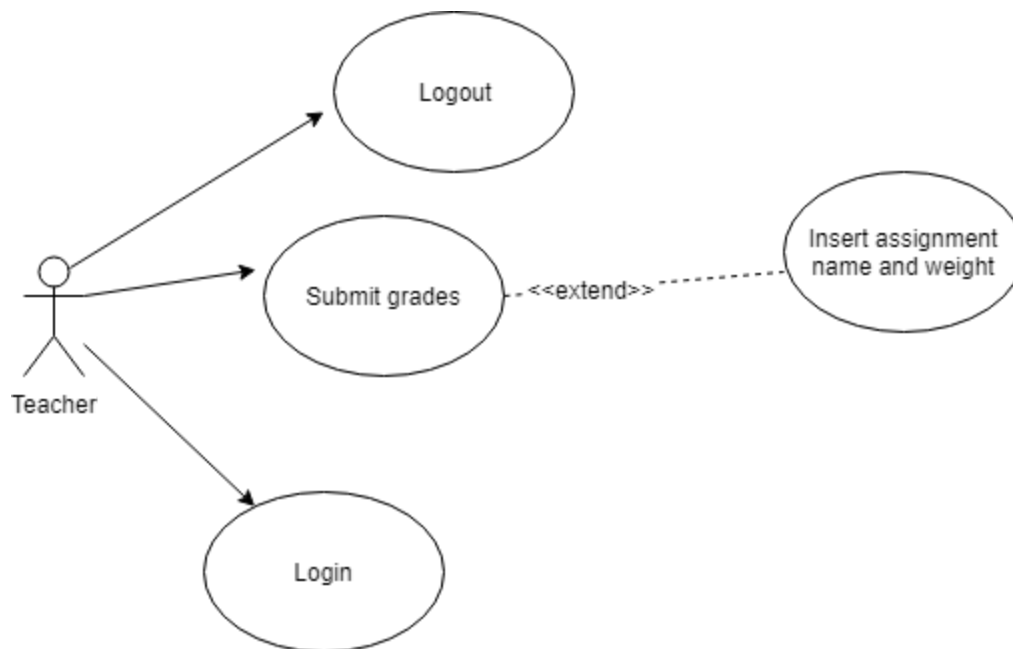 Logout
Insert assignment
name and weight
Submit grades
<<extend>>
Teacher
Login